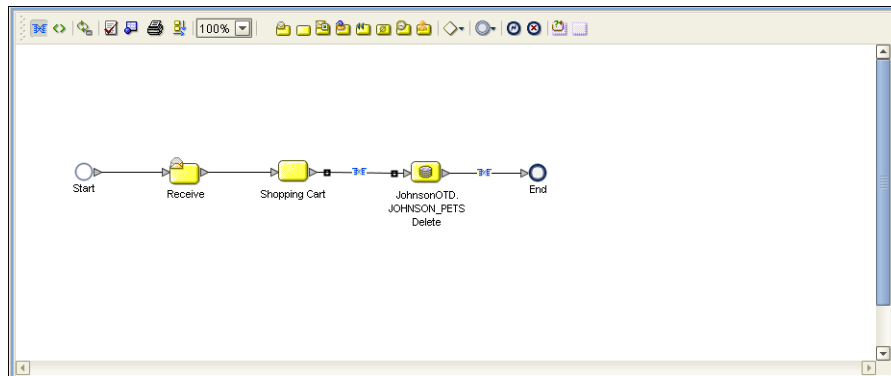 100%
Start
Receive
Shopping Cart
JohnsonOTD.
JOHNSON_PETS
Delete
End